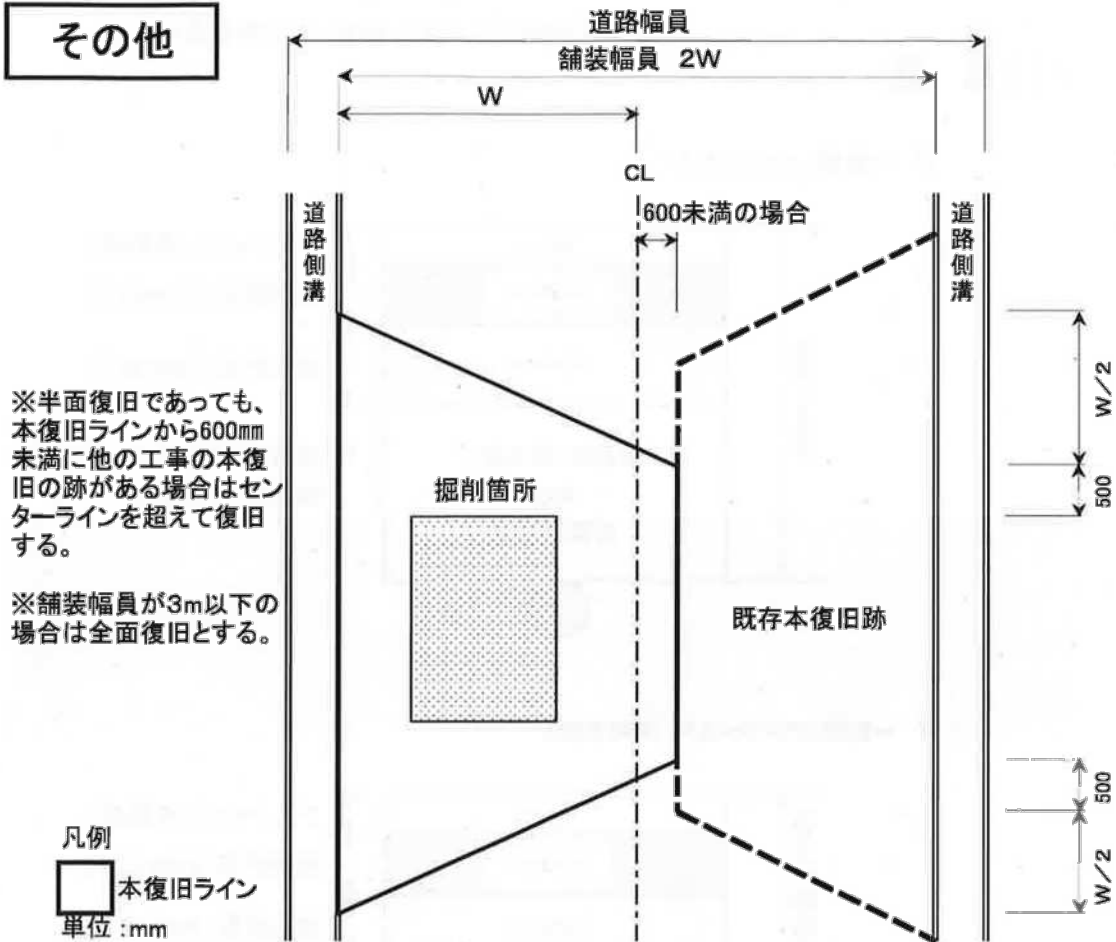 その他
道路幅員
舗装幅員 2W
W
CL
600未満の場合
道路側溝
道路側溝
W/2
500
※半面復旧であっても、
本復旧ラインから600mm
未満に他の工事の本復
旧の跡がある場合はセン
ターラインを超えて復旧
する。
※舗装幅員が3m以下の
場合は全面復旧とする。
掘削箇所
既存本復旧跡
500
W/2
凡例
本復旧ライン
単位:mm